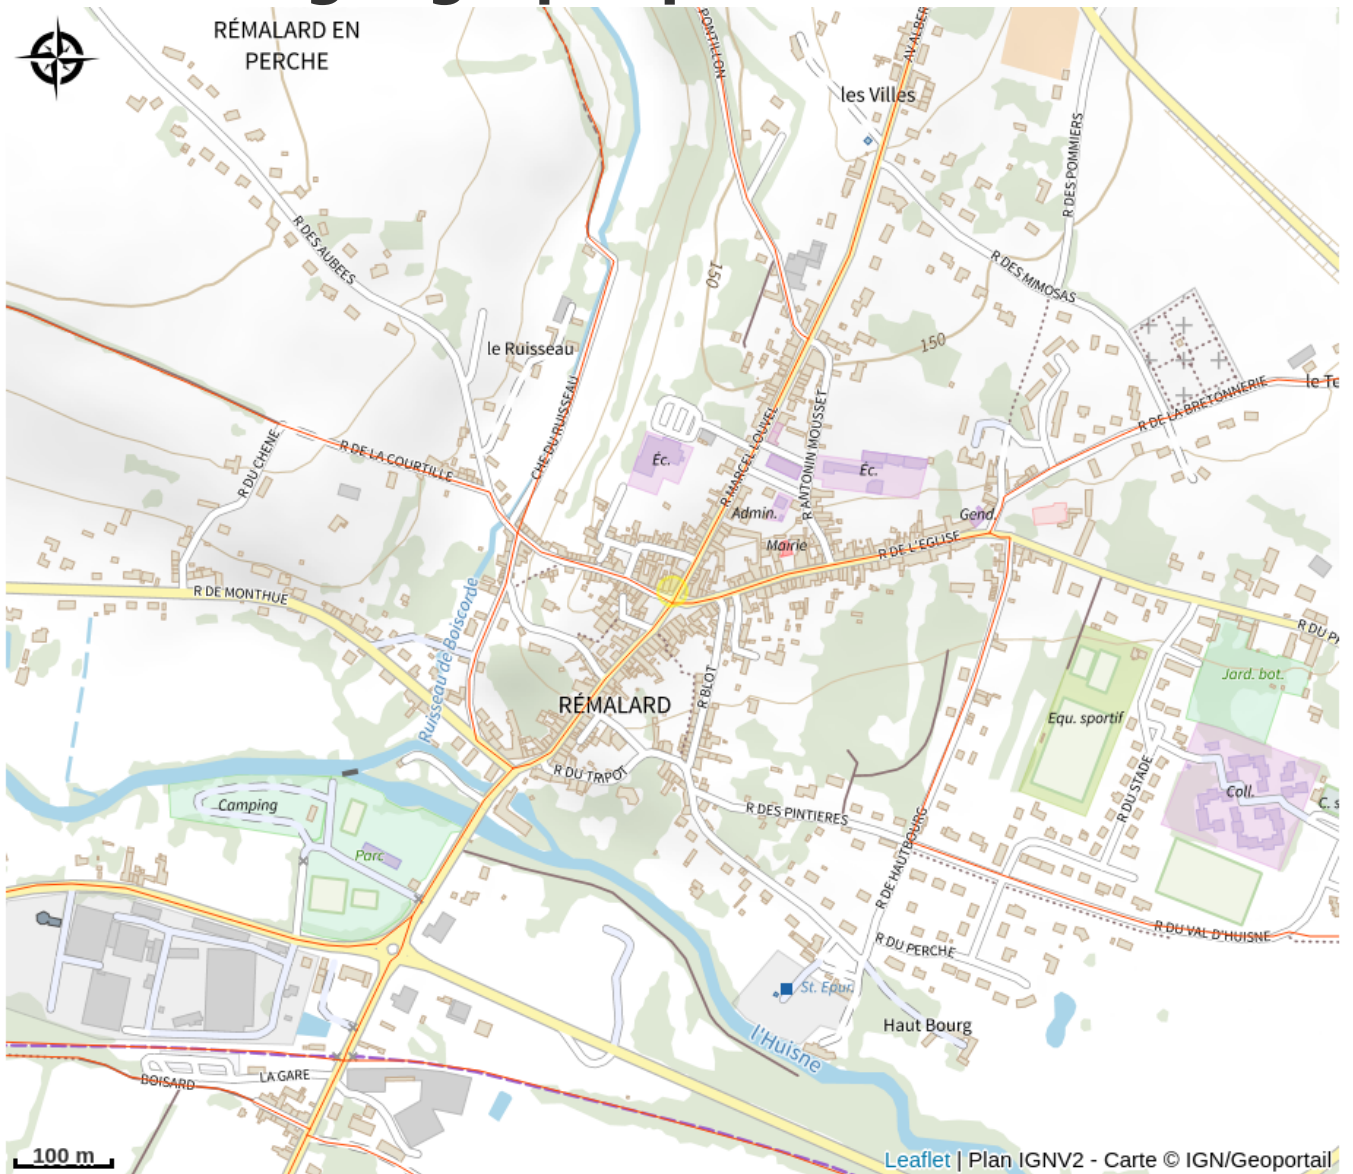 RÉMALARD EN
PERCHE
PONTILLON
AV ALBER
les Villes
R DES POMMIERS
R DES AUBEES
R DES MIMOSAS
150
150
le Ruisseau
CHE DU RUISSEAU
R DE LA BRETONNERIE
R MARCEL LOUVEL
R ANTONIN MOUSSET
R DU CHENE
R DE LA COURTILLE
Éc.
Éc.
Admin.
Gend.
Mairie
R DE L'EGLISE
R DE MONTHUE
Ruisseau de Boiscorde
R BLOT
RÉMALARD
Jard. bot.
Equ. sportif
R DU TRIPOT
R DU STADE
Coll.
Camping
R DES PINTIERES
Parc
R DE HAUTBOURG
R DU VAL D'HUISNE
R DU PERCHE
St. Epur.
Haut Bourg
l'Huisne
BOISARD
LA GARE
100 m
Leaflet | Plan IGNV2 - Carte © IGN/Geoportail